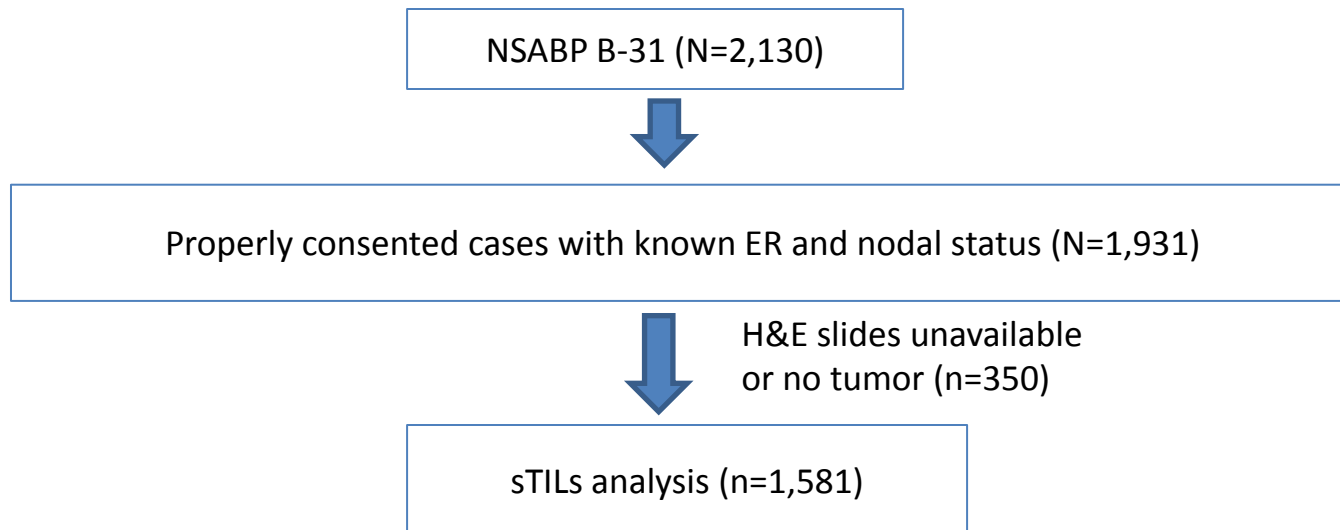 NSABP B-31 (N=2,130)
Properly consented cases with known ER and nodal status (N=1,931)
H&E slides unavailable
or no tumor (n=350)
sTILs analysis (n=1,581)